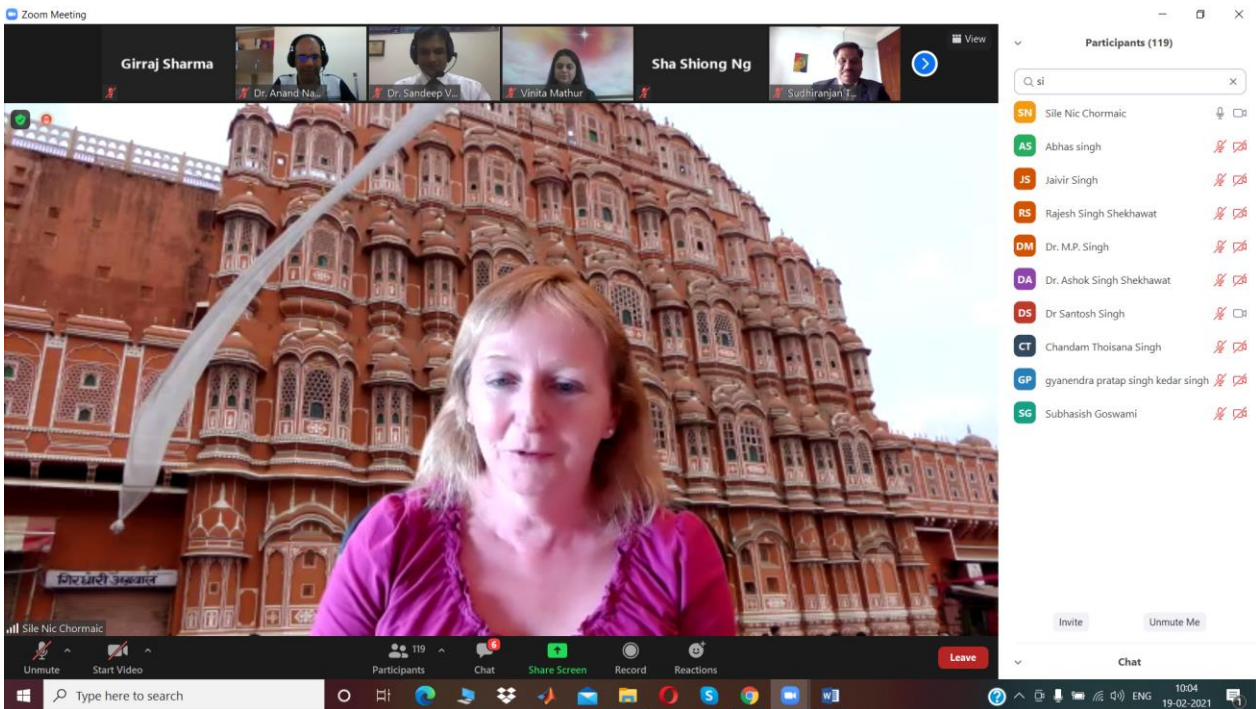 Zoom Meeting
Girraj Sharma
Dr. Anand Na...
Dr. Sandeep V...
Vinita Mathur
Sha Shiong Ng
Sudhiranjan T...
View
Participants (119)
si
SN Sile Nic Chormaic
AS Abhas singh
JS Jaivir Singh
RS Rajesh Singh Shekhawat
DM Dr. M.P. Singh
DA Dr. Ashok Singh Shekhawat
DS Dr Santosh Singh
CT Chandam Thoisana Singh
GP gyanendra pratap singh kedar singh
SG Subhasish Goswami
Invite
Unmute Me
Chat
गिरधारी अग्रवाल
Sile Nic Chormaic
Unmute
Start Video
119
Participants
6
Chat
Share Screen
Record
Reactions
Leave
Type here to search
W
S
ENG
10:04
19-02-2021
1